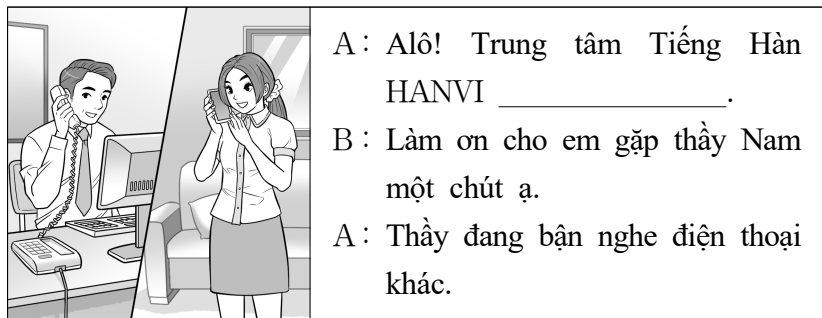 A: Alô! Trung tâm Tiếng Hàn
HANVI ____________________.
B: Làm ơn cho em gặp thầy Nam
một chút ạ.
A: Thầy đang bận nghe điện thoại
khác.